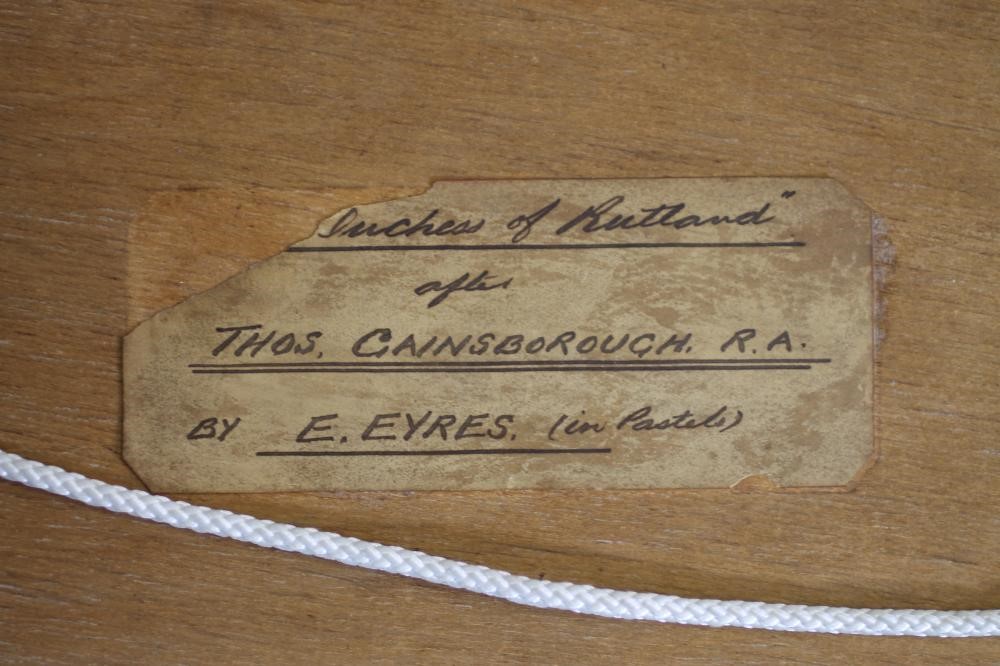 Duchess of Rutland"
after
THOS. GAINSBOROUGH. R.A.
BY E. EYRES. (in Pastels)